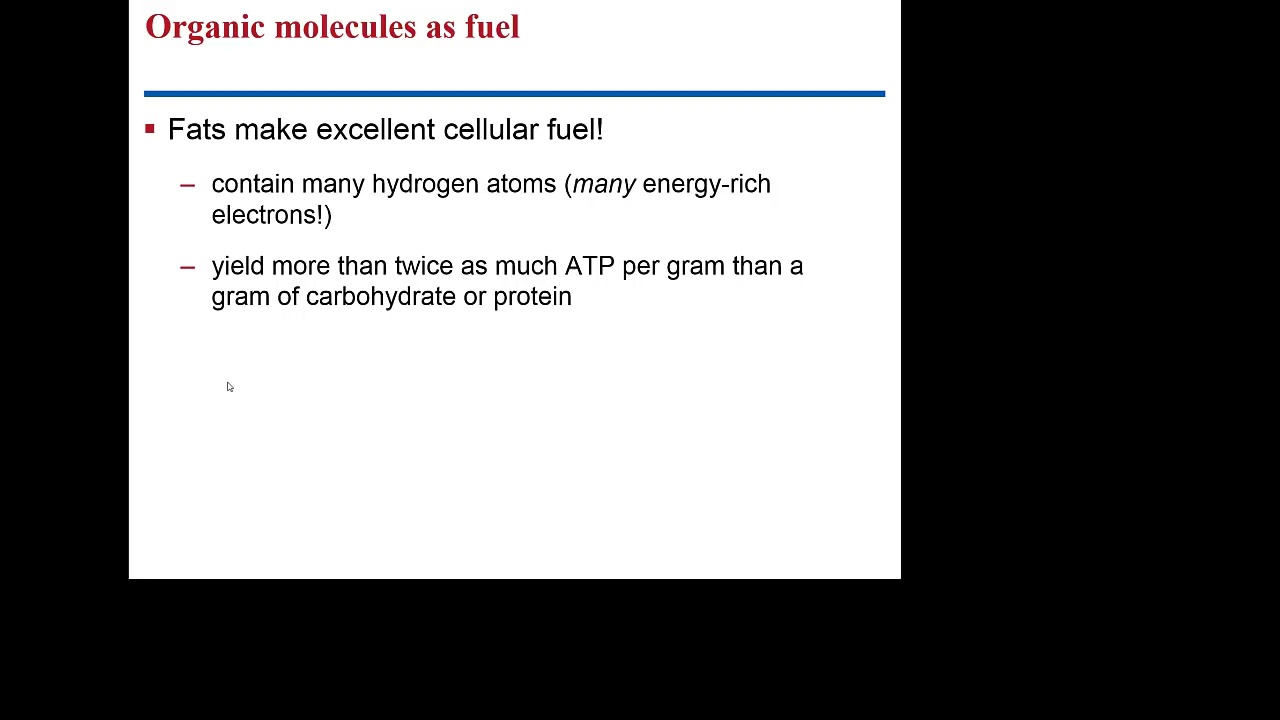 Organic molecules as fuel
▪ Fats make excellent cellular fuel!
– contain many hydrogen atoms (many energy-rich
electrons!)
– yield more than twice as much ATP per gram than a
gram of carbohydrate or protein